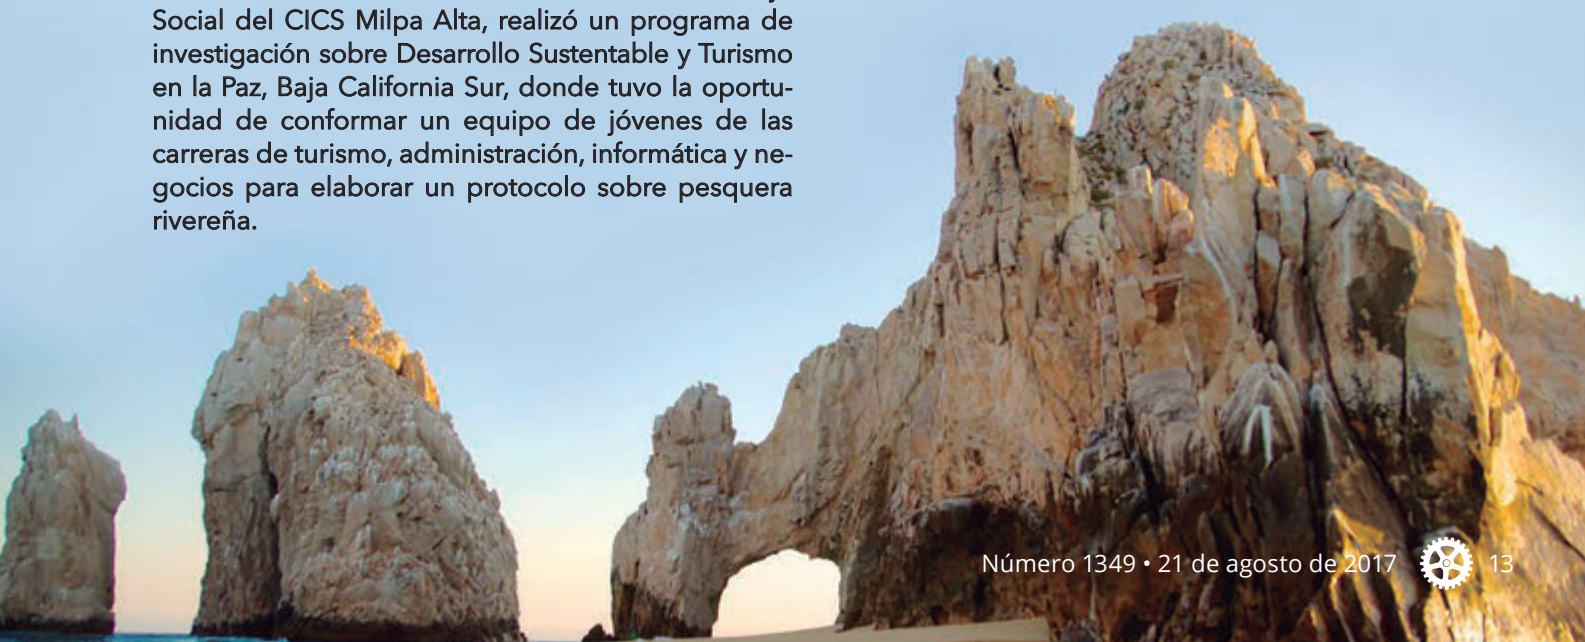 Social del CICS Milpa Alta, realizó un programa de
investigación sobre Desarrollo Sustentable y Turismo
en la Paz, Baja California Sur, donde tuvo la oportu-
nidad de conformar un equipo de jóvenes de las
carreras de turismo, administración, informática y ne-
gocios para elaborar un protocolo sobre pesquera
rivereña.
Número 1349 • 21 de agosto de 2017 13